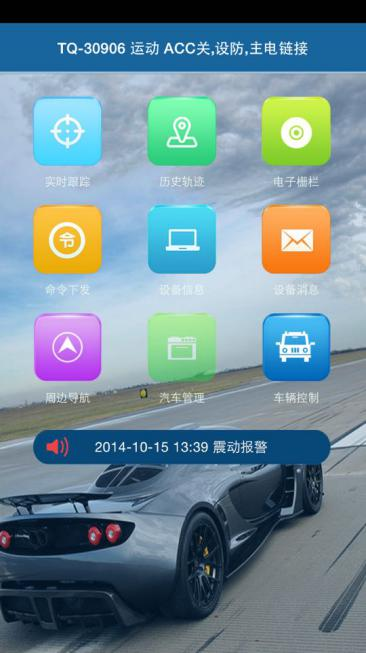 TQ-30906 运动 ACC关,设防,主电链接
实时跟踪 历史轨迹 电子栅栏
命令下发 设备信息 设备消息
周边导航 汽车管理 车辆控制
2014-10-15 13:39 震动报警